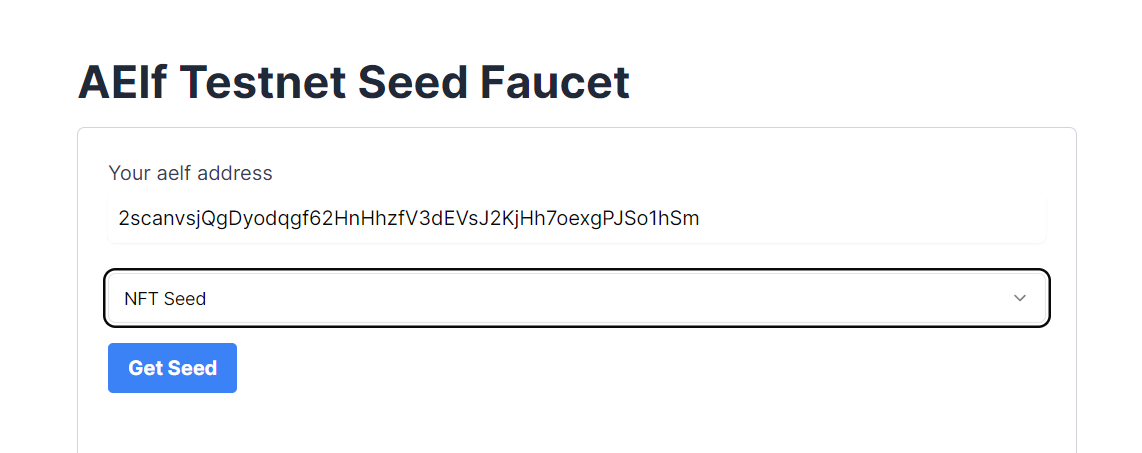 AElf Testnet Seed Faucet
Your aelf address
2scanvsjQgDyodqgf62HnHhzfV3dEVsJ2KjHh7oexgPJSo1hSm
NFT Seed
Get Seed